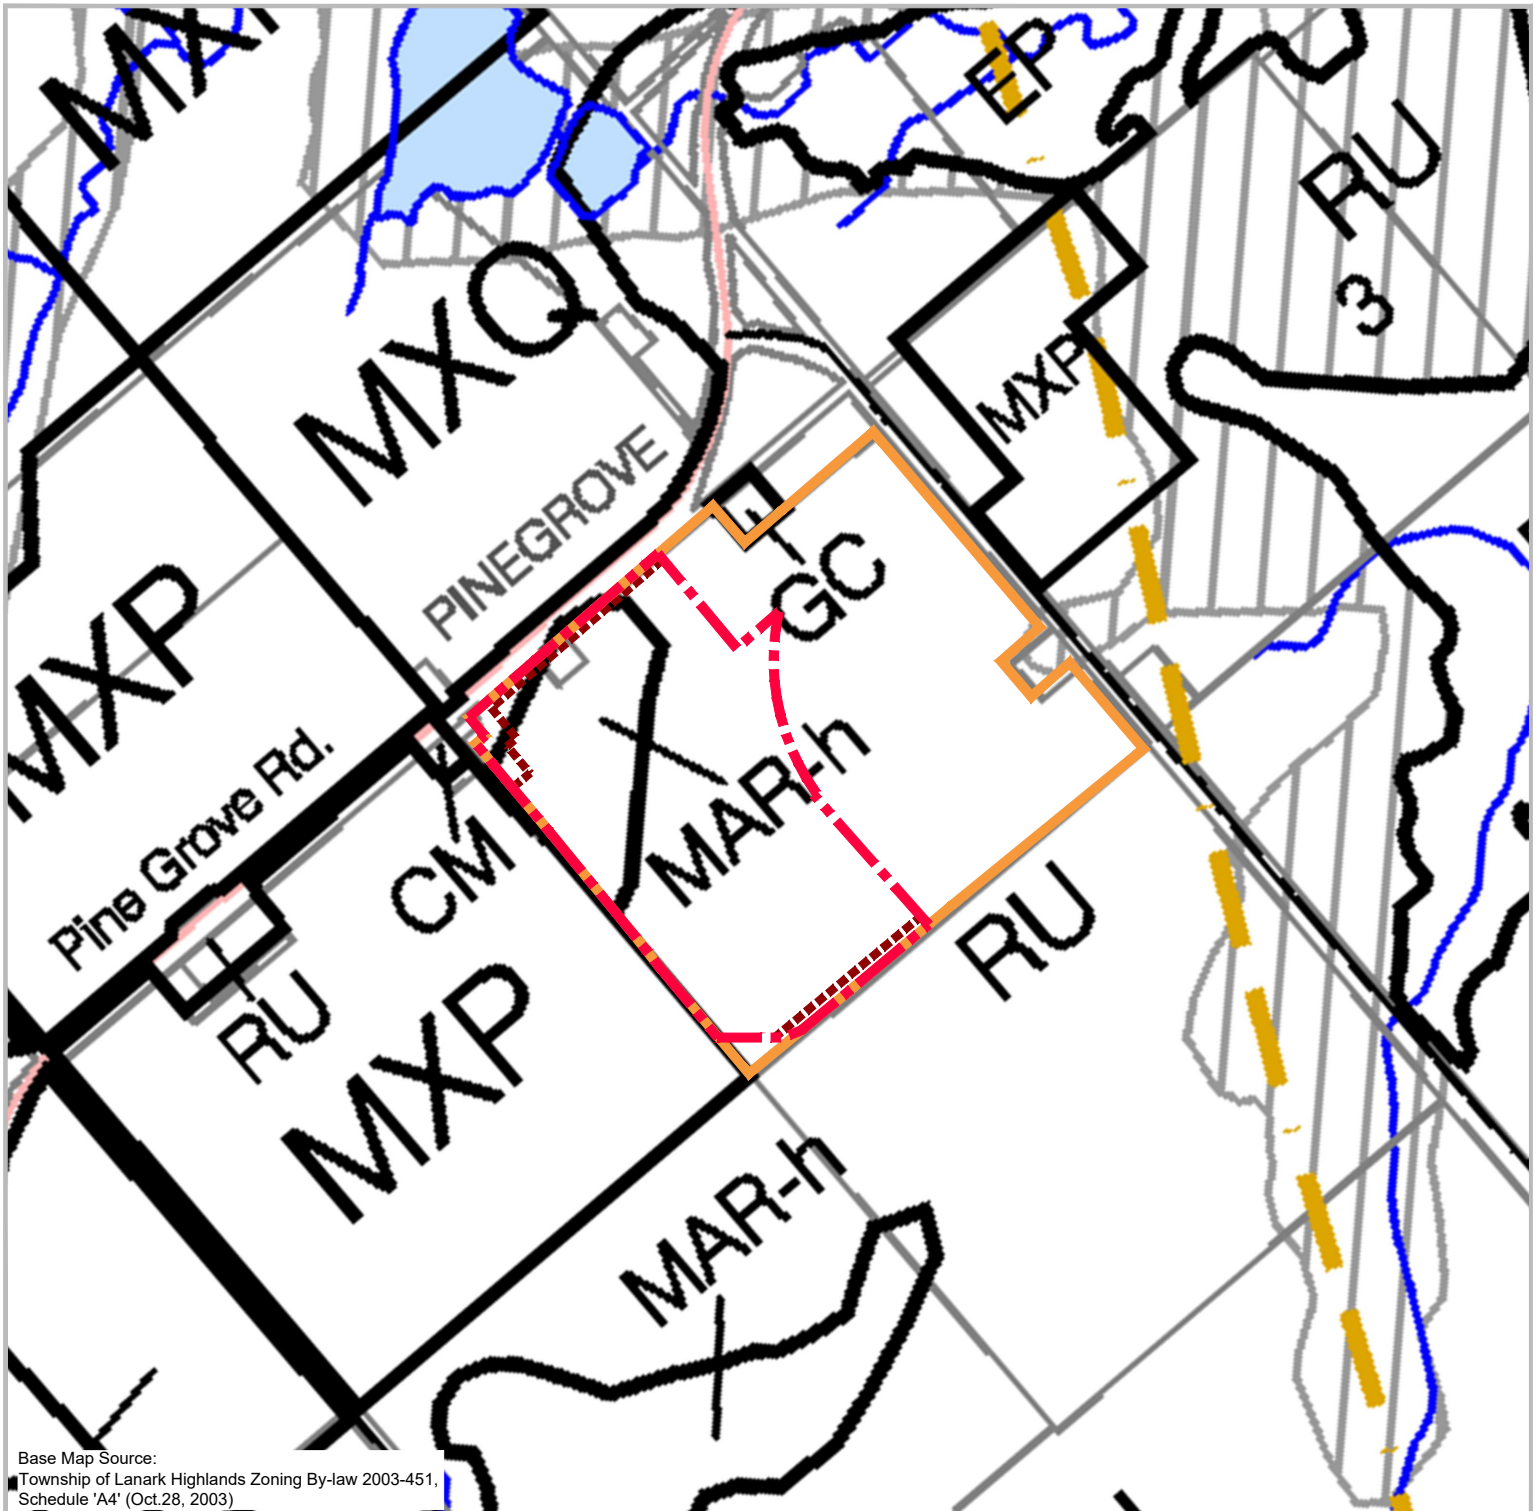 MXP
EP
RU
3
MXQ
MXP
PINEGROVE
GC
MXP
MAR-h
Pine Grove Rd.
CM
RU
RU
MXP
MAR-h
Base Map Source:
Township of Lanark Highlands Zoning By-law 2003-451,
Schedule 'A4' (Oct.28, 2003)